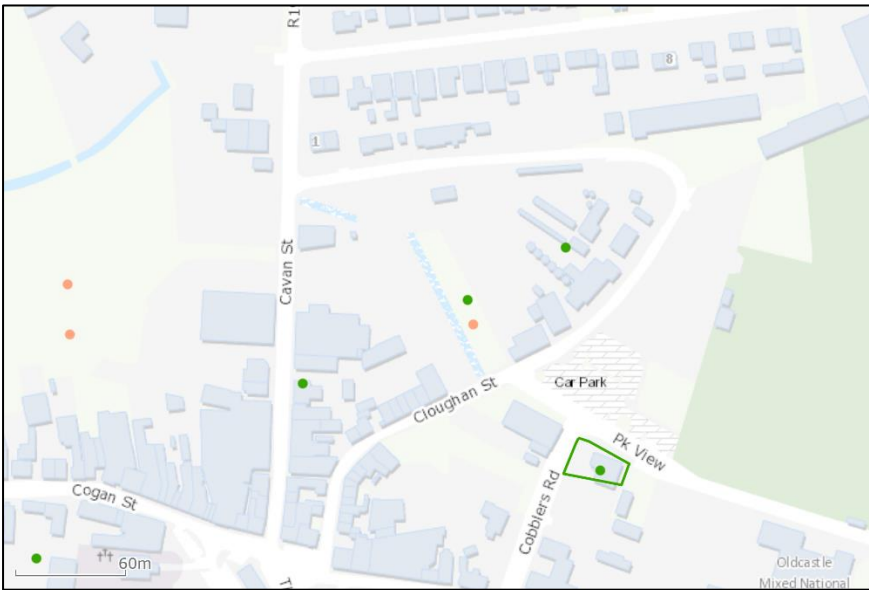 R1
8
1
Cavan St
Car Park
Cloughan St
Pk View
Cobblers Rd
Cogan St
60m
Oldcastle
Mixed National